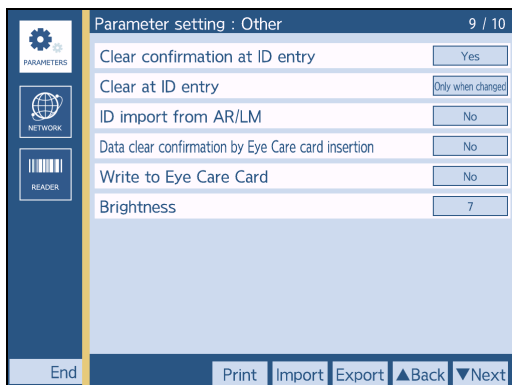 Parameter setting : Other 9 / 10
PARAMETERS
Clear confirmation at ID entry Yes
Clear at ID entry Only when changed
ID import from AR/LM No
NETWORK
Data clear confirmation by Eye Care card insertion No
READER
Write to Eye Care Card No
Brightness 7
End Print Import Export ▲Back ▼Next